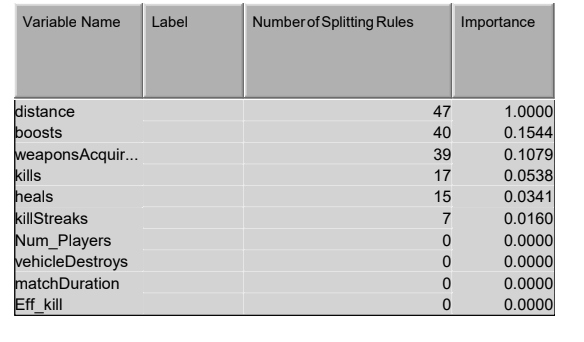 Variable Name Label Number of Splitting Rules Importance
distance 47 1.0000
boosts 40 0.1544
weaponsAcquir... 39 0.1079
kills 17 0.0538
heals 15 0.0341
killStreaks 7 0.0160
Num_Players 0 0.0000
vehicleDestroys 0 0.0000
matchDuration 0 0.0000
Eff_kill 0 0.0000